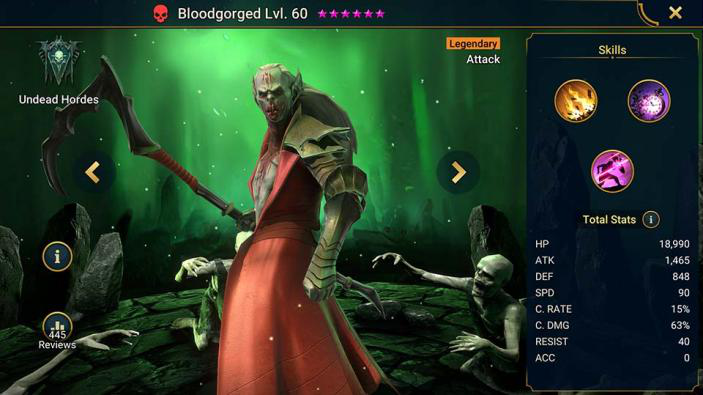 Bloodgorged Lvl. 60
Undead Hordes
Legendary
Attack
445
Reviews
Skills
Total Stats
HP 18,990
ATK 1,465
DEF 848
SPD 90
C. RATE 15%
C. DMG 63%
RESIST 40
ACC 0